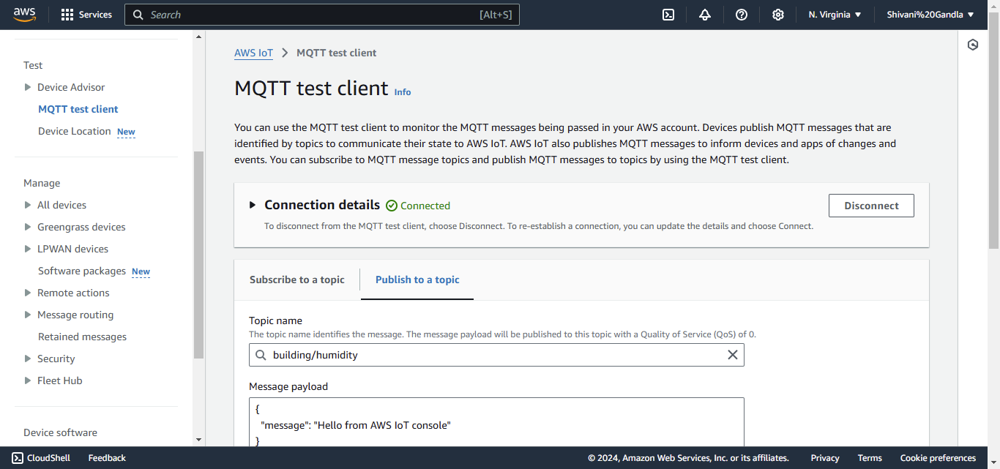 aws
Services
Search
[Alt+S]
N. Virginia
Shivani%20Gandla
Test
Device Advisor
MQTT test client
Device Location New
Manage
All devices
Greengrass devices
LPWAN devices
Software packages New
Remote actions
Message routing
Retained messages
Security
Fleet Hub
Device software
AWS IoT
MQTT test client
MQTT test client Info
You can use the MQTT test client to monitor the MQTT messages being passed in your AWS account. Devices publish MQTT messages that are
identified by topics to communicate their state to AWS IoT. AWS IoT also publishes MQTT messages to inform devices and apps of changes and
events. You can subscribe to MQTT message topics and publish MQTT messages to topics by using the MQTT test client.
Connection details Connected
Disconnect
To disconnect from the MQTT test client, choose Disconnect. To re-establish a connection, you can update the details and choose Connect.
Subscribe to a topic
Publish to a topic
Topic name
The topic name identifies the message. The message payload will be published to this topic with a Quality of Service (QoS) of 0.
building/humidity
Message payload
{
"message": "Hello from AWS IoT console"
}
CloudShell
Feedback
© 2024, Amazon Web Services, Inc. or its affiliates.
Privacy
Terms
Cookie preferences